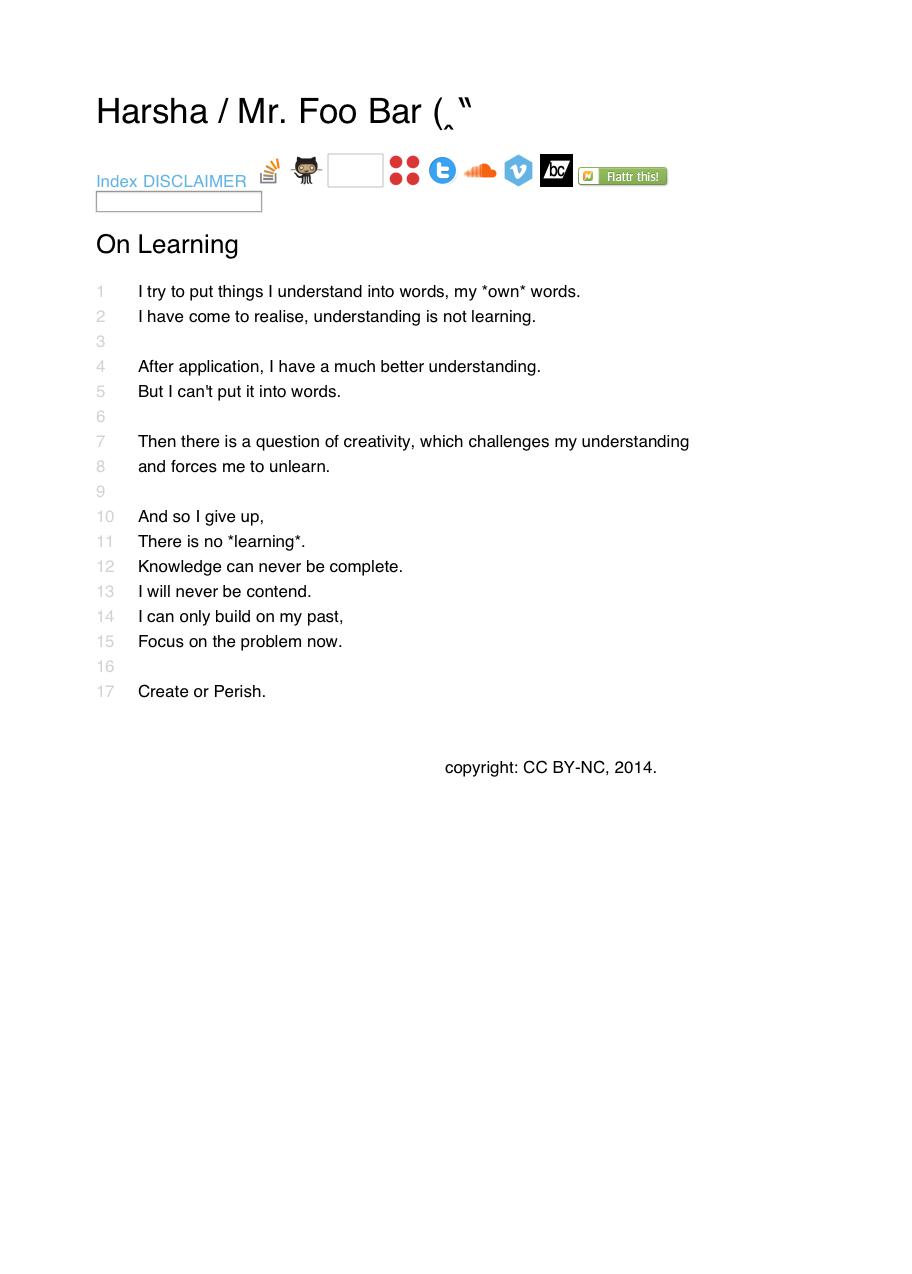 Harsha / Mr. Foo Bar (‸ “
Index DISCLAIMER bc Flattr this!
On Learning
1 I try to put things I understand into words, my *own* words.
2 I have come to realise, understanding is not learning.
3
4 After application, I have a much better understanding.
5 But I can't put it into words.
6
7 Then there is a question of creativity, which challenges my understanding
8 and forces me to unlearn.
9
10 And so I give up,
11 There is no *learning*.
12 Knowledge can never be complete.
13 I will never be contend.
14 I can only build on my past,
15 Focus on the problem now.
16
17 Create or Perish.
copyright: CC BY-NC, 2014.